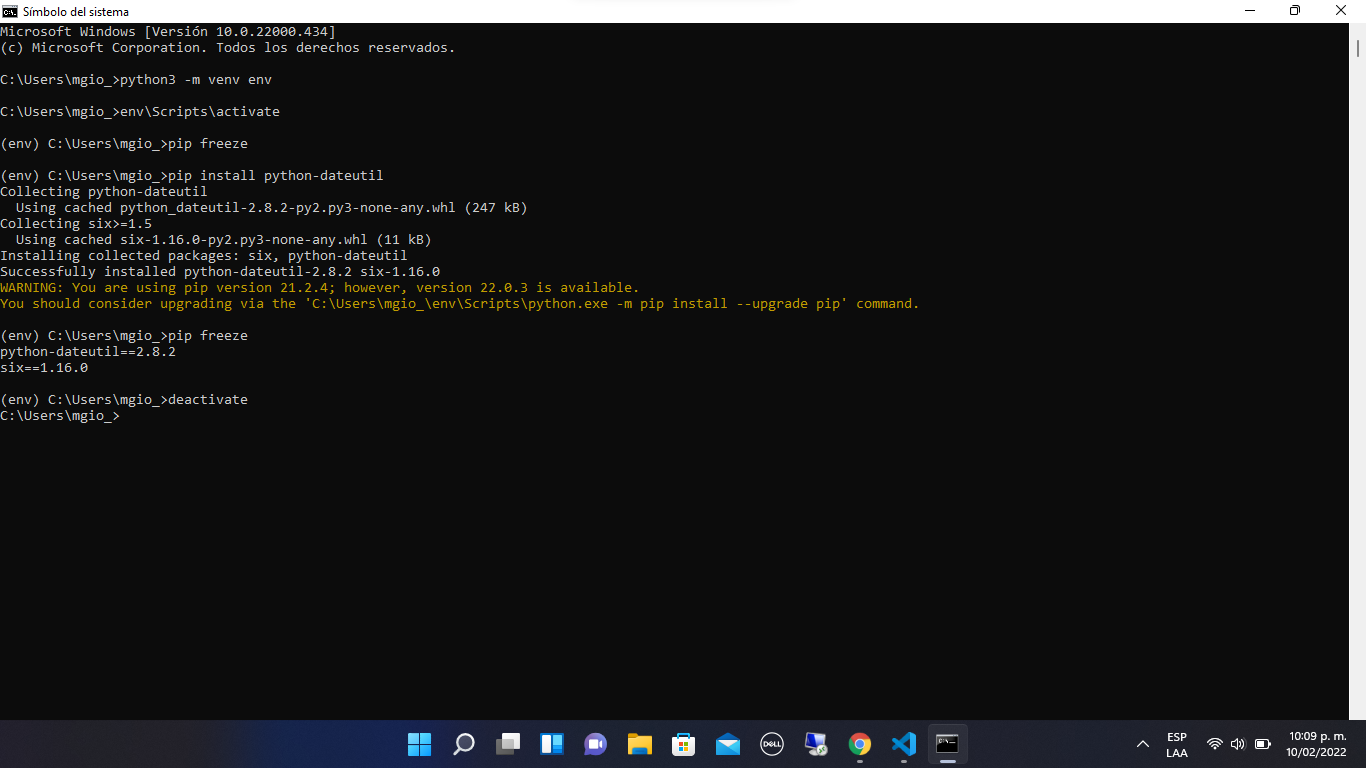 Símbolo del sistema
Microsoft Windows [Versión 10.0.22000.434]
(c) Microsoft Corporation. Todos los derechos reservados.
C:\Users\mgio_>python3 -m venv env
C:\Users\mgio_>env\Scripts\activate
(env) C:\Users\mgio_>pip freeze
(env) C:\Users\mgio_>pip install python-dateutil
Collecting python-dateutil
  Using cached python_dateutil-2.8.2-py2.py3-none-any.whl (247 kB)
Collecting six>=1.5
  Using cached six-1.16.0-py2.py3-none-any.whl (11 kB)
Installing collected packages: six, python-dateutil
Successfully installed python-dateutil-2.8.2 six-1.16.0
WARNING: You are using pip version 21.2.4; however, version 22.0.3 is available.
You should consider upgrading via the 'C:\Users\mgio_\env\Scripts\python.exe -m pip install --upgrade pip' command.
(env) C:\Users\mgio_>pip freeze
python-dateutil==2.8.2
six==1.16.0
(env) C:\Users\mgio_>deactivate
C:\Users\mgio_>
DELL
ESP
LAA
10:09 p. m.
10/02/2022